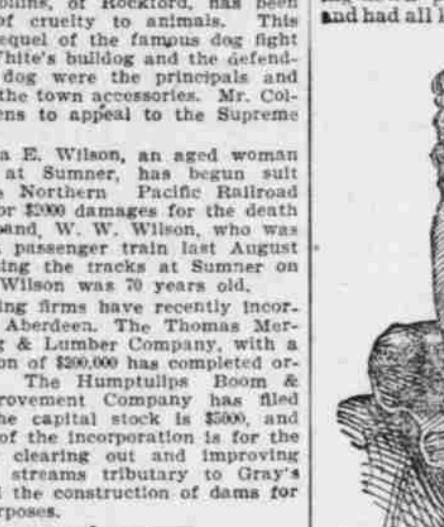 of Rockford, has been
of cruelty to animals. This
equel of the famous dog fight
White's bulldog and the defend-
dog were the principals and
the town accessories. Mr. Col-
ens to appeal to the Supreme
a E. Wilson, an aged woman
at Sumner, has begun suit
Northern Pacific Railroad
or $2000 damages for the death
band, W. W. Wilson, who was
passenger train last August
ing the tracks at Sumner on
Wilson was 70 years old.
ing firms have recently incor-
Aberdeen. The Thomas Mer-
g & Lumber Company, with a
on of $200,000 has completed or-
The Humptulips Boom &
rovement Company has filed
he capital stock is $5000, and
of the incorporation is for the
clearing out and improving
streams tributary to Gray's
the construction of dams for
rposes.
and had all